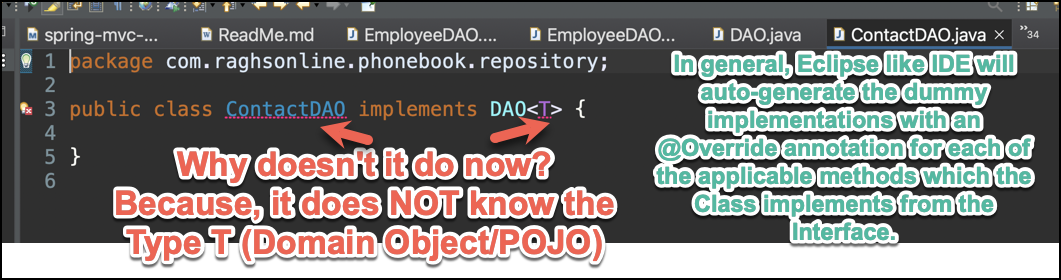 spring-mvc-...
ReadMe.md
EmployeeDAO....
EmployeeDAO...
DAO.java
ContactDAO.java
34
1 package com.raghsonline.phonebook.repository;
2
3 public class ContactDAO implements DAO<T> {
4
5 }
6
Why doesn't it do now?
Because, it does NOT know the
Type T (Domain Object/POJO)
In general, Eclipse like IDE will
auto-generate the dummy
implementations with an
@Override annotation for each of
the applicable methods which the
Class implements from the
Interface.